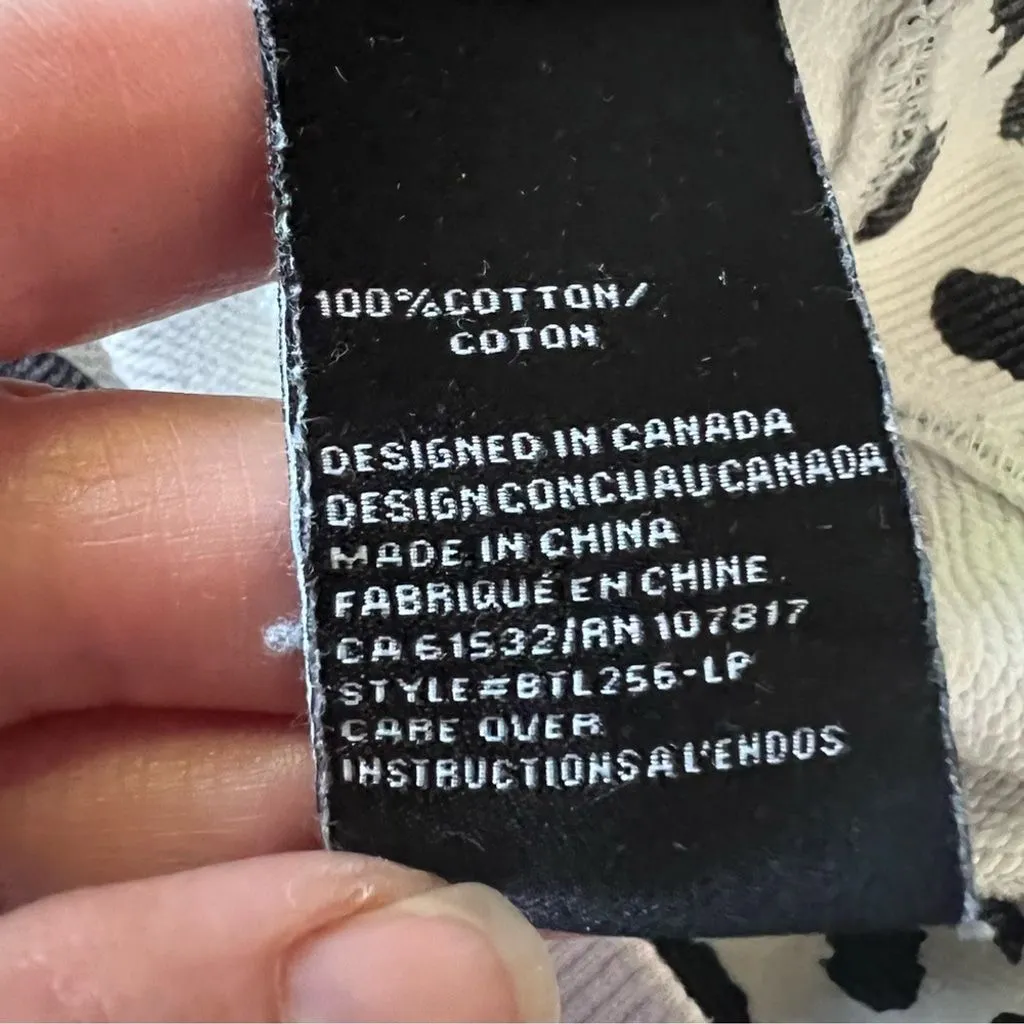 100%COTTON/
COTON
DESIGNED IN CANADA
DESIGN CONCU AU CANADA
MADE IN CHINA
FABRIQUÉ EN CHINE
CA 61532/RN 107817
STYLE#BTL256-LP
CARE OVER
INSTRUCTIONS A L'ENDOS